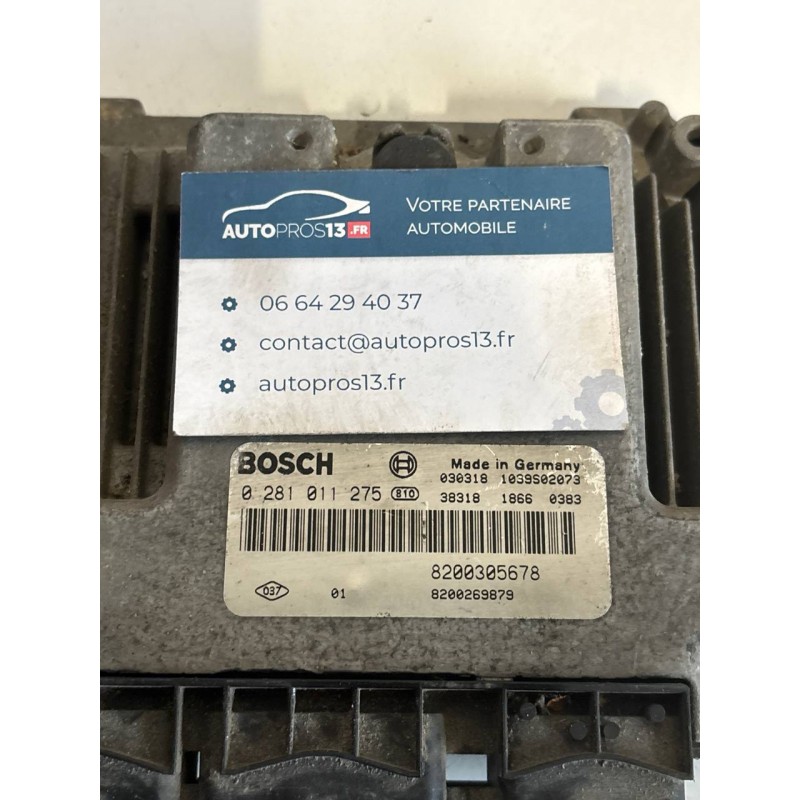 AUTOPROS13.FR
VOTRE PARTENAIRE
AUTOMOBILE
06 64 29 40 37
contact@autopros13.fr
autopros13.fr
BOSCH
Made in Germany
030318 1039S02073
0 281 011 275 810
38318 1866 0383
8200305678
037 01 8200269879